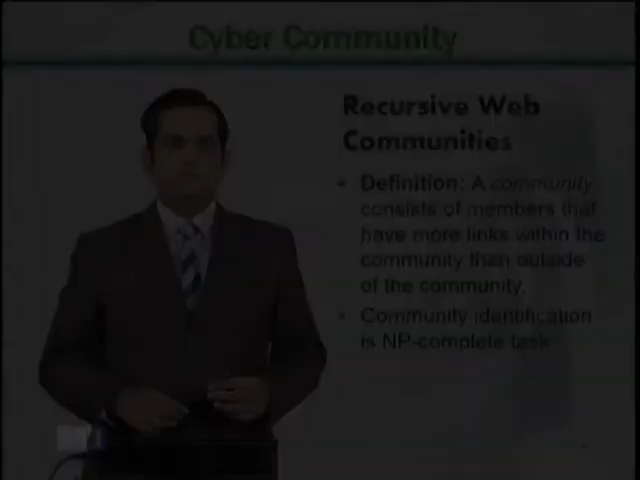 Cyber Community
Recursive Web
Communities
• Definition: A community
consists of members that
have more links within the
community than outside
of the community.
• Community identification
is NP-complete task